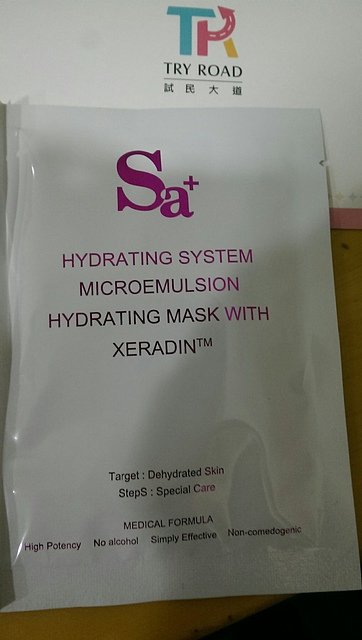 TR
TRY ROAD
試民大道
Sa+
HYDRATING SYSTEM
MICROEMULSION
HYDRATING MASK WITH
XERADIN™
Target : Dehydrated Skin
StepS : Special Care
MEDICAL FORMULA
High Potency No alcohol Simply Effective Non-comedogenic